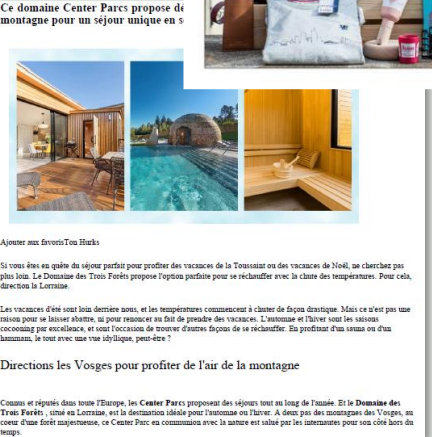 Ce domaine Center Parcs propose
montagne pour un séjour unique en
Ajouter aux favorisTon Hurks
Si vous êtes en quête du séjour parfait pour profiter des vacances de la Toussaint ou des vacances de Noël, ne cherchez pas
plus loin. Le Domaine des Trois Forêts propose l'option parfaite pour se réchauffer avec la chute des températures. Pour cela,
direction la Lorraine.
Les vacances d'été sont loin derrière nous, et les températures commencent à chuter de façon drastique. Mais ce n'est pas une
raison pour se laisser abattre, ni pour renoncer au fait de prendre des vacances. L'automne et l'hiver sont les saisons
cocooning par excellence, et sont l'occasion de trouver d'autres façons de se réchauffer. En profitant d'un sauna ou d'un
hammam, le tout avec une vue idyllique, peut-être ?
Directions les Vosges pour profiter de l'air de la montagne
Connus et réputés dans toute l'Europe, les Center Parcs proposent des séjours tout au long de l'année. Et le Domaine des
Trois Forêts , situé en Lorraine, est la destination idéale pour l'automne ou l'hiver. A deux pas des montagnes des Vosges, au
coeur d'une forêt majestueuse, ce Center Parc en communion avec la nature est salué par les internautes pour son côté hors du
temps.